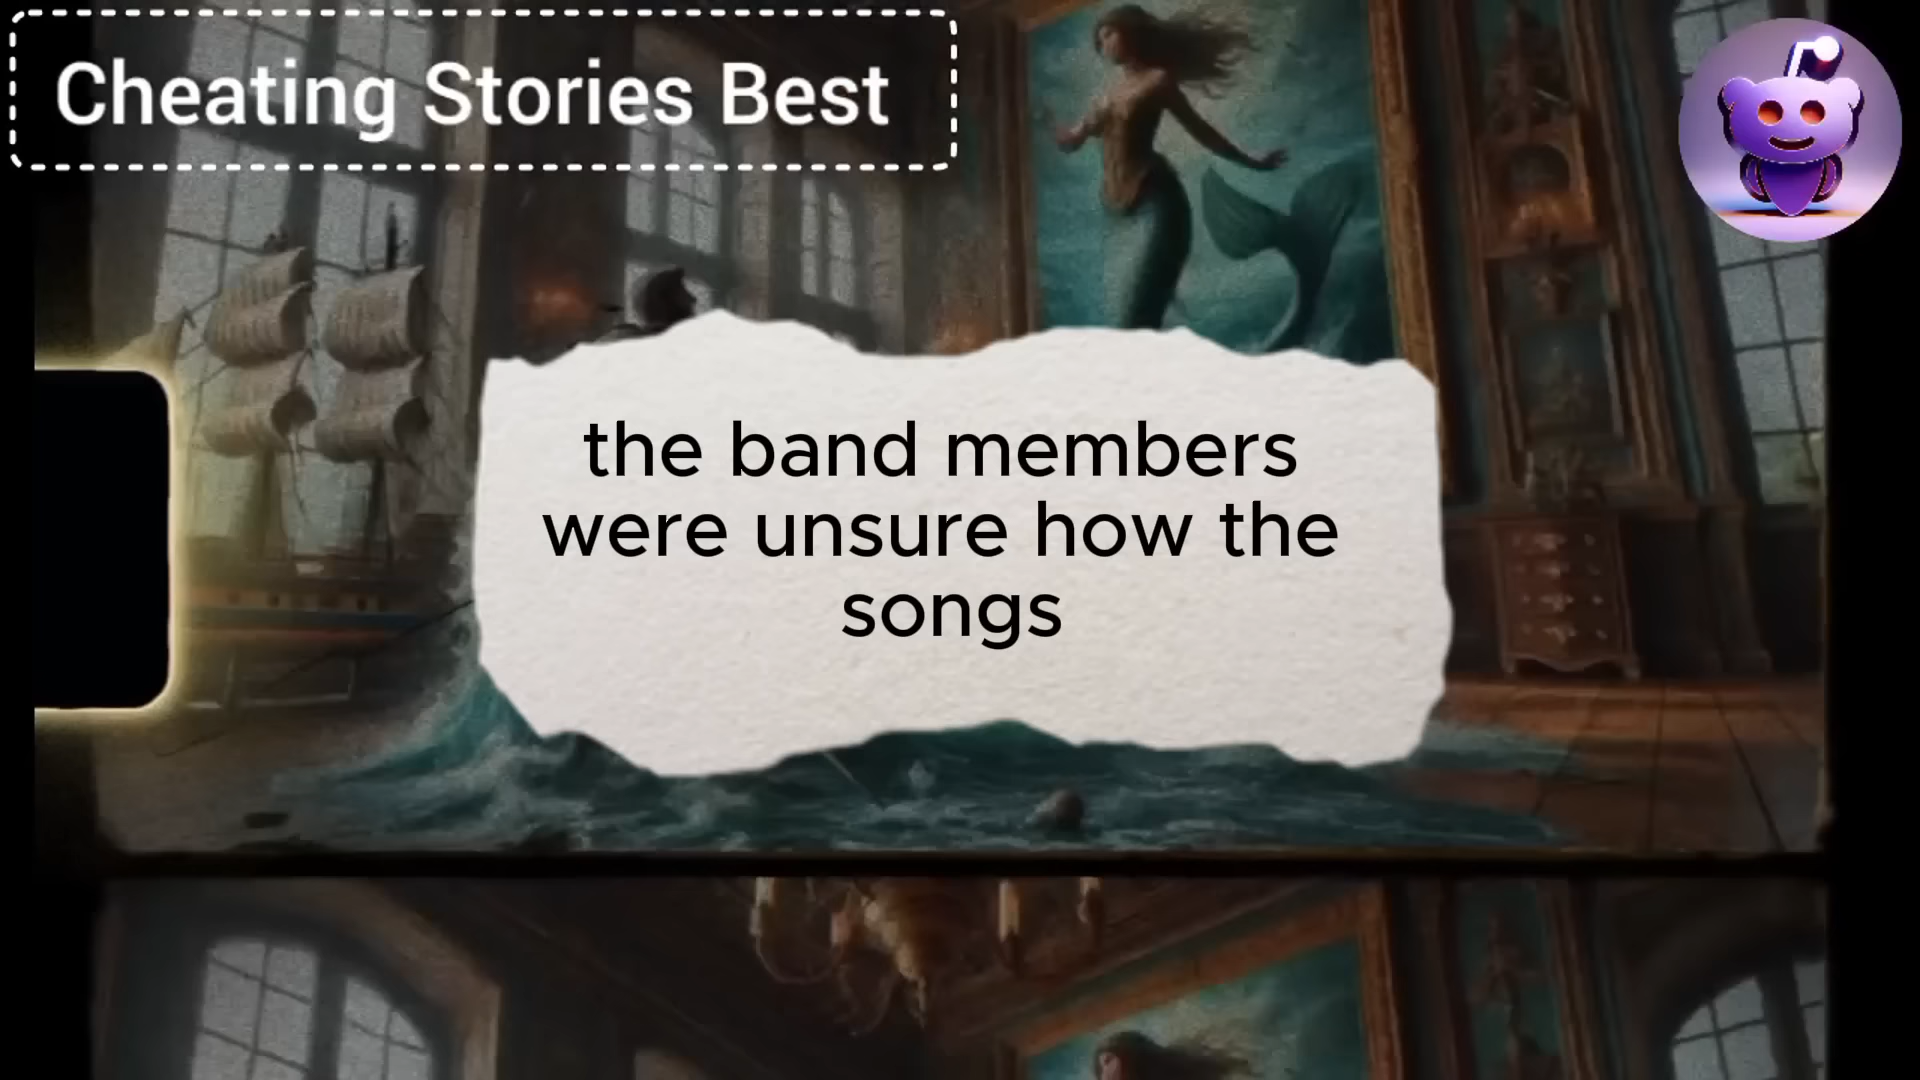 Cheating Stories Best
the band members
were unsure how the
songs